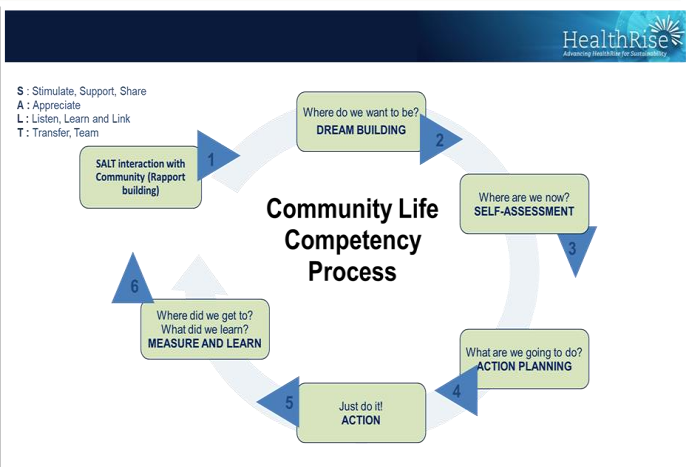 HealthRise
Advancing HealthRise for Sustainability
S : Stimulate, Support, Share
A : Appreciate
L : Listen, Learn and Link
T : Transfer, Team
SALT interaction with
Community (Rapport
building)
1
Where do we want to be?
DREAM BUILDING
2
Where are we now?
SELF-ASSESSMENT
3
Community Life
Competency
Process
What are we going to do?
ACTION PLANNING
4
Just do it!
ACTION
5
Where did we get to?
What did we learn?
MEASURE AND LEARN
6